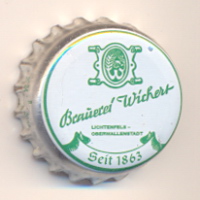 Brauerei Wichert
LICHTENFELS -
OBERWALLENSTADT
Seit 1863